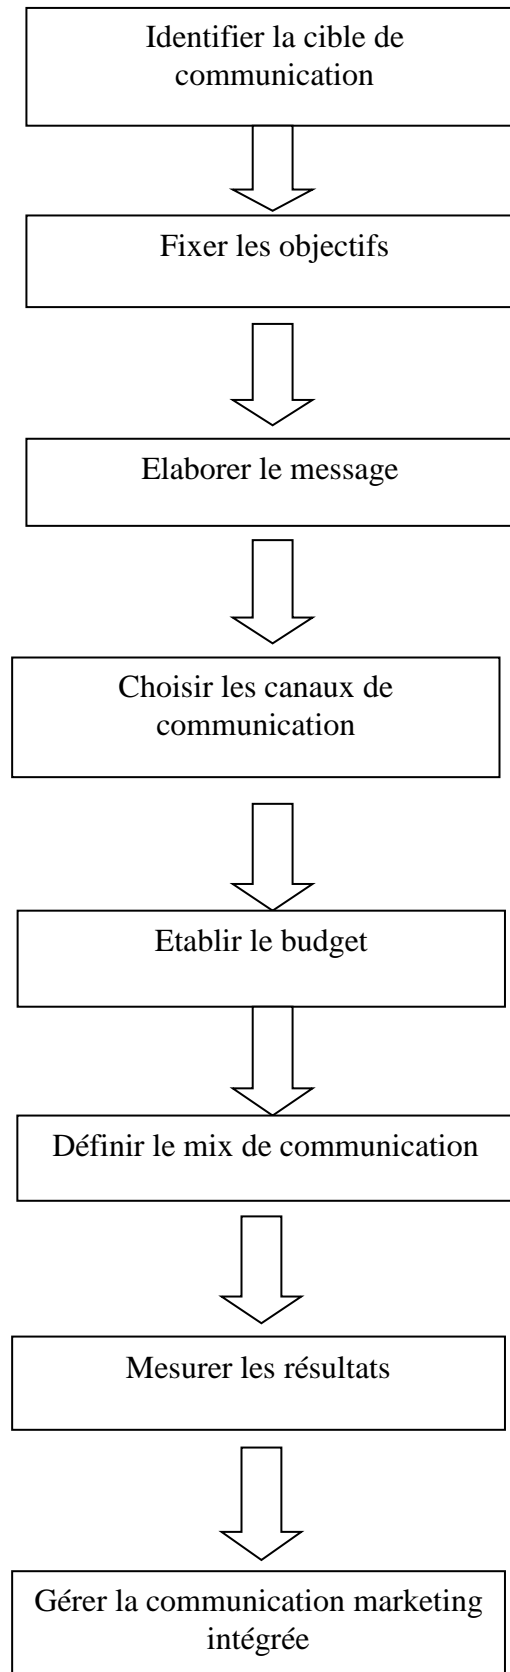 Identifier la cible de
communication
Fixer les objectifs
Elaborer le message
Choisir les canaux de
communication
Etablir le budget
Définir le mix de communication
Mesurer les résultats
Gérer la communication marketing
intégrée